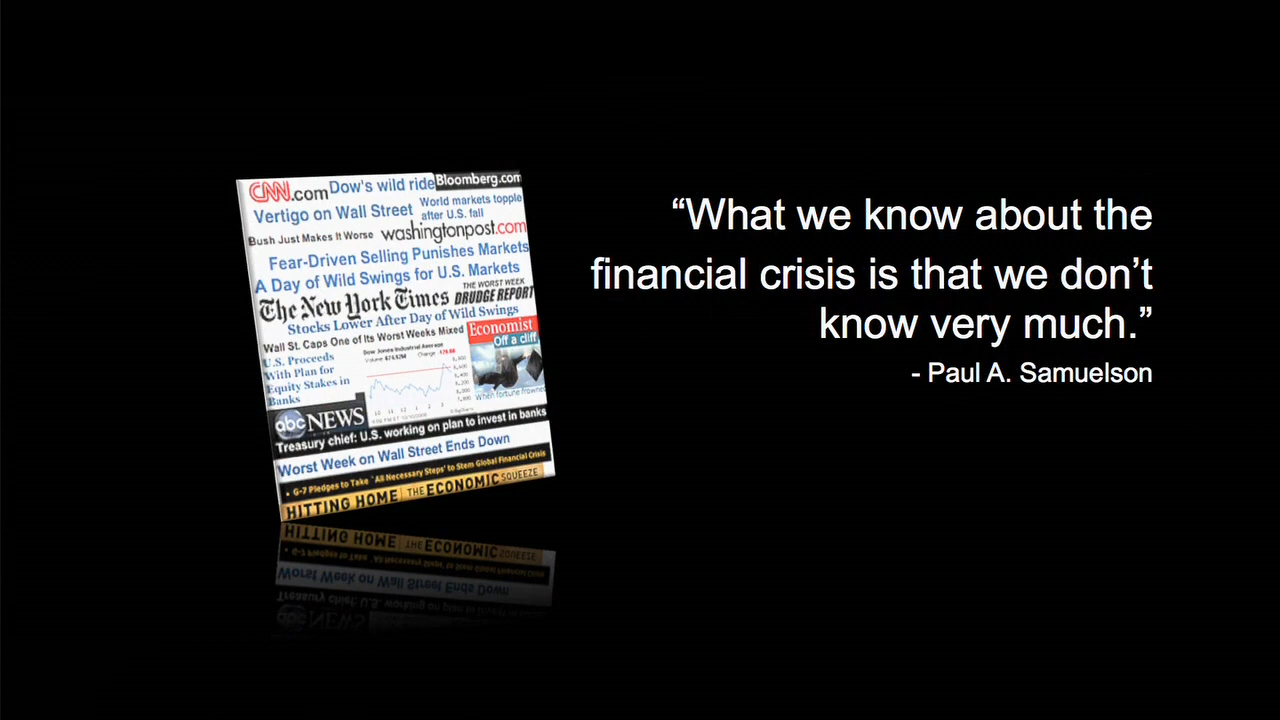 CNN.com Dow's wild ride Bloomberg.com
Vertigo on Wall Street
World markets topple
after U.S. fall
Bush Just Makes It Worse washingtonpost.com
Fear-Driven Selling Punishes Markets
A Day of Wild Swings for U.S. Markets
The New York Times
THE WORST WEEK
DRUDGE REPORT
Stocks Lower After Day of Wild Swings
Wall St. Caps One of Its Worst Weeks Mixed
Economist
Off a cliff
U.S. Proceeds
With Plan for
Equity Stakes in
Banks
Dow Jones Industrial Average
When fortune frowned
abc NEWS
Treasury chief: U.S. working on plan to invest in banks
Worst Week on Wall Street Ends Down
• G-7 Pledges to Take `All Necessary Steps' to Stem Global Financial Crisis
HITTING HOME | THE ECONOMIC SQUEEZE
“What we know about the
financial crisis is that we don’t
know very much.”
- Paul A. Samuelson